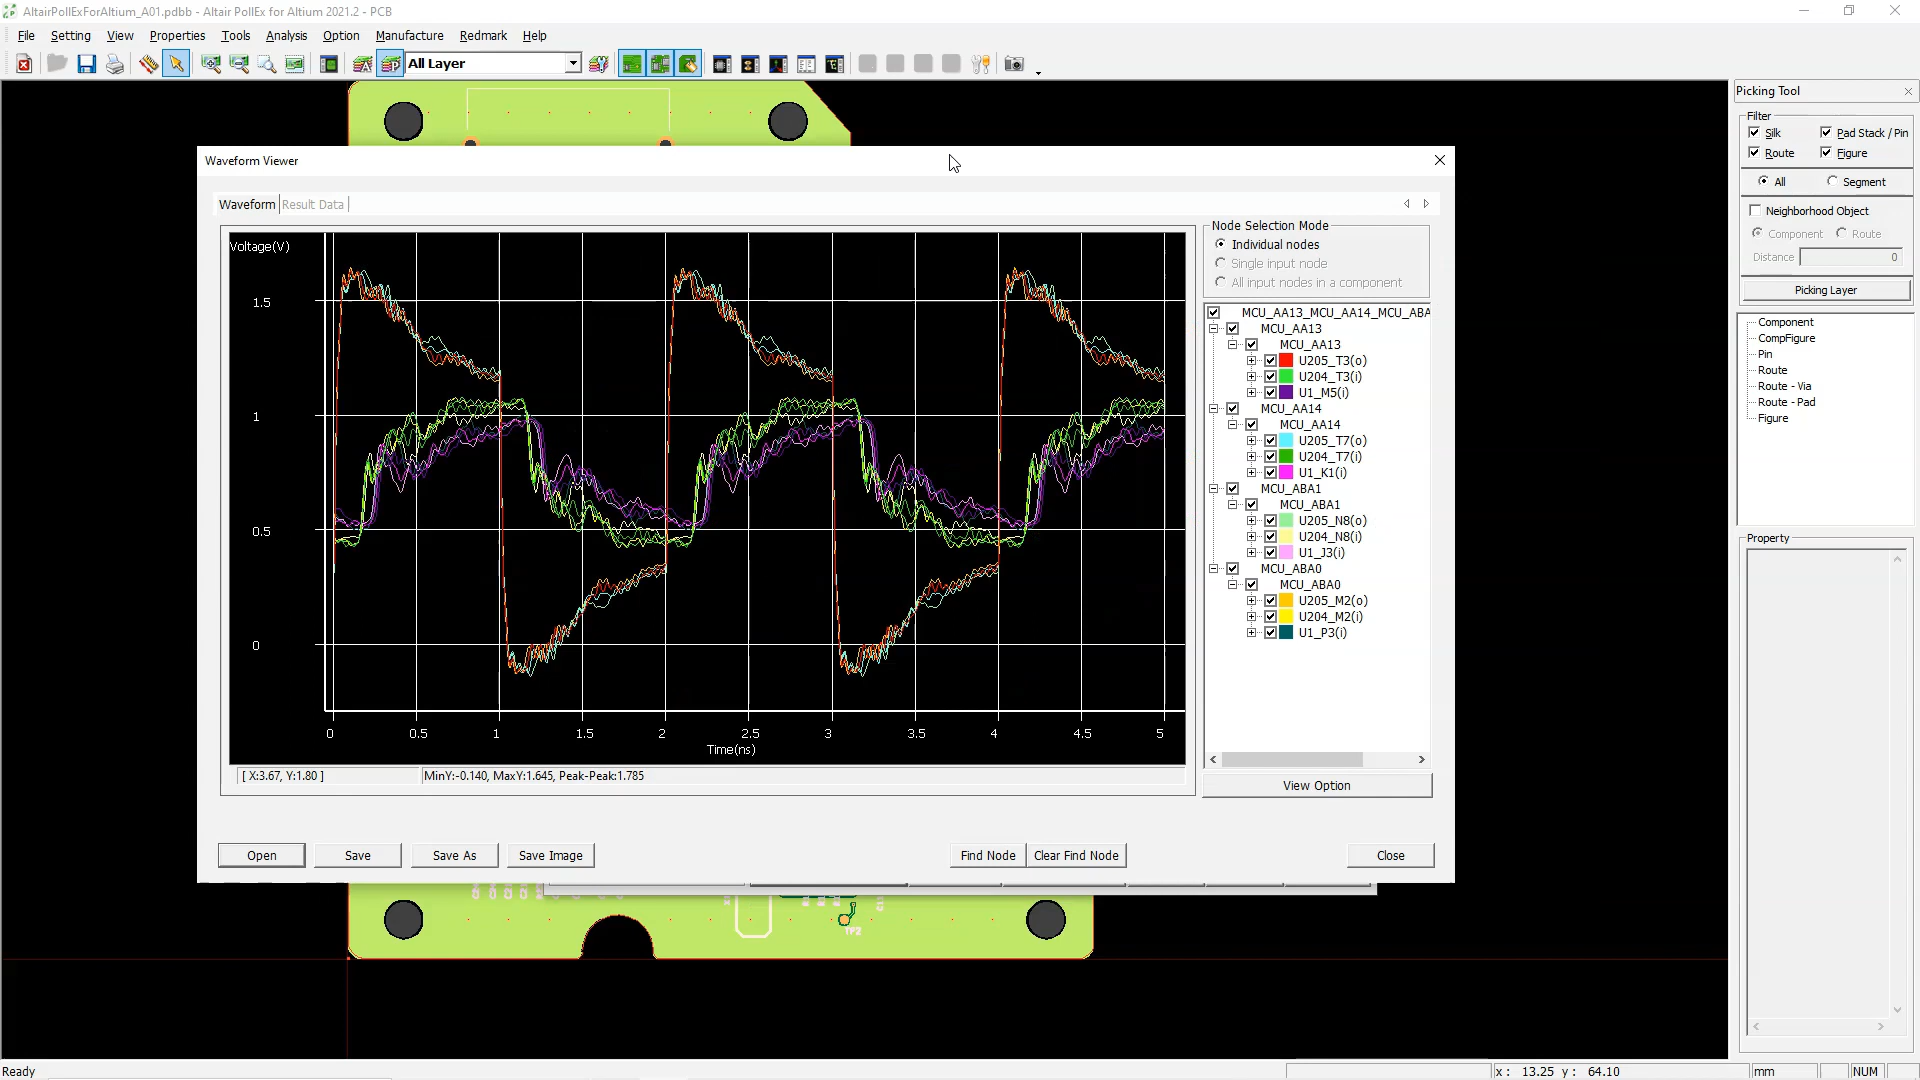 AltairPollExForAltium_A01.pdbb - Altair PollEx for Altium 2021.2 - PCB
File Setting View Properties Tools Analysis Option Manufacture Redmark Help
All Layer
Picking Tool
Filter
Silk Pad Stack / Pin
Route Figure
All Segment
Neighborhood Object
Component Route
Distance 0
Picking Layer
Component
CompFigure
Pin
Route
Route - Via
Route - Pad
Figure
Property
Waveform Viewer
Waveform Result Data
Voltage(V)
1.5
1
0.5
0
0 0.5 1 1.5 2 2.5 3 3.5 4 4.5 5
Time(ns)
[ X:3.67, Y:1.80 ] MinY:-0.140, MaxY:1.645, Peak-Peak:1.785
Node Selection Mode
Individual nodes
Single input node
All input nodes in a component
MCU_AA13_MCU_AA14_MCU_ABA
MCU_AA13
MCU_AA13
U205_T3(o)
U204_T3(i)
U1_M5(i)
MCU_AA14
MCU_AA14
U205_T7(o)
U204_T7(i)
U1_K1(i)
MCU_ABA1
MCU_ABA1
U205_N8(o)
U204_N8(i)
U1_J3(i)
MCU_ABA0
MCU_ABA0
U205_M2(o)
U204_M2(i)
U1_P3(i)
View Option
Open Save Save As Save Image Find Node Clear Find Node Close
TP2
Ready x : 13.25 y : 64.10 mm NUM